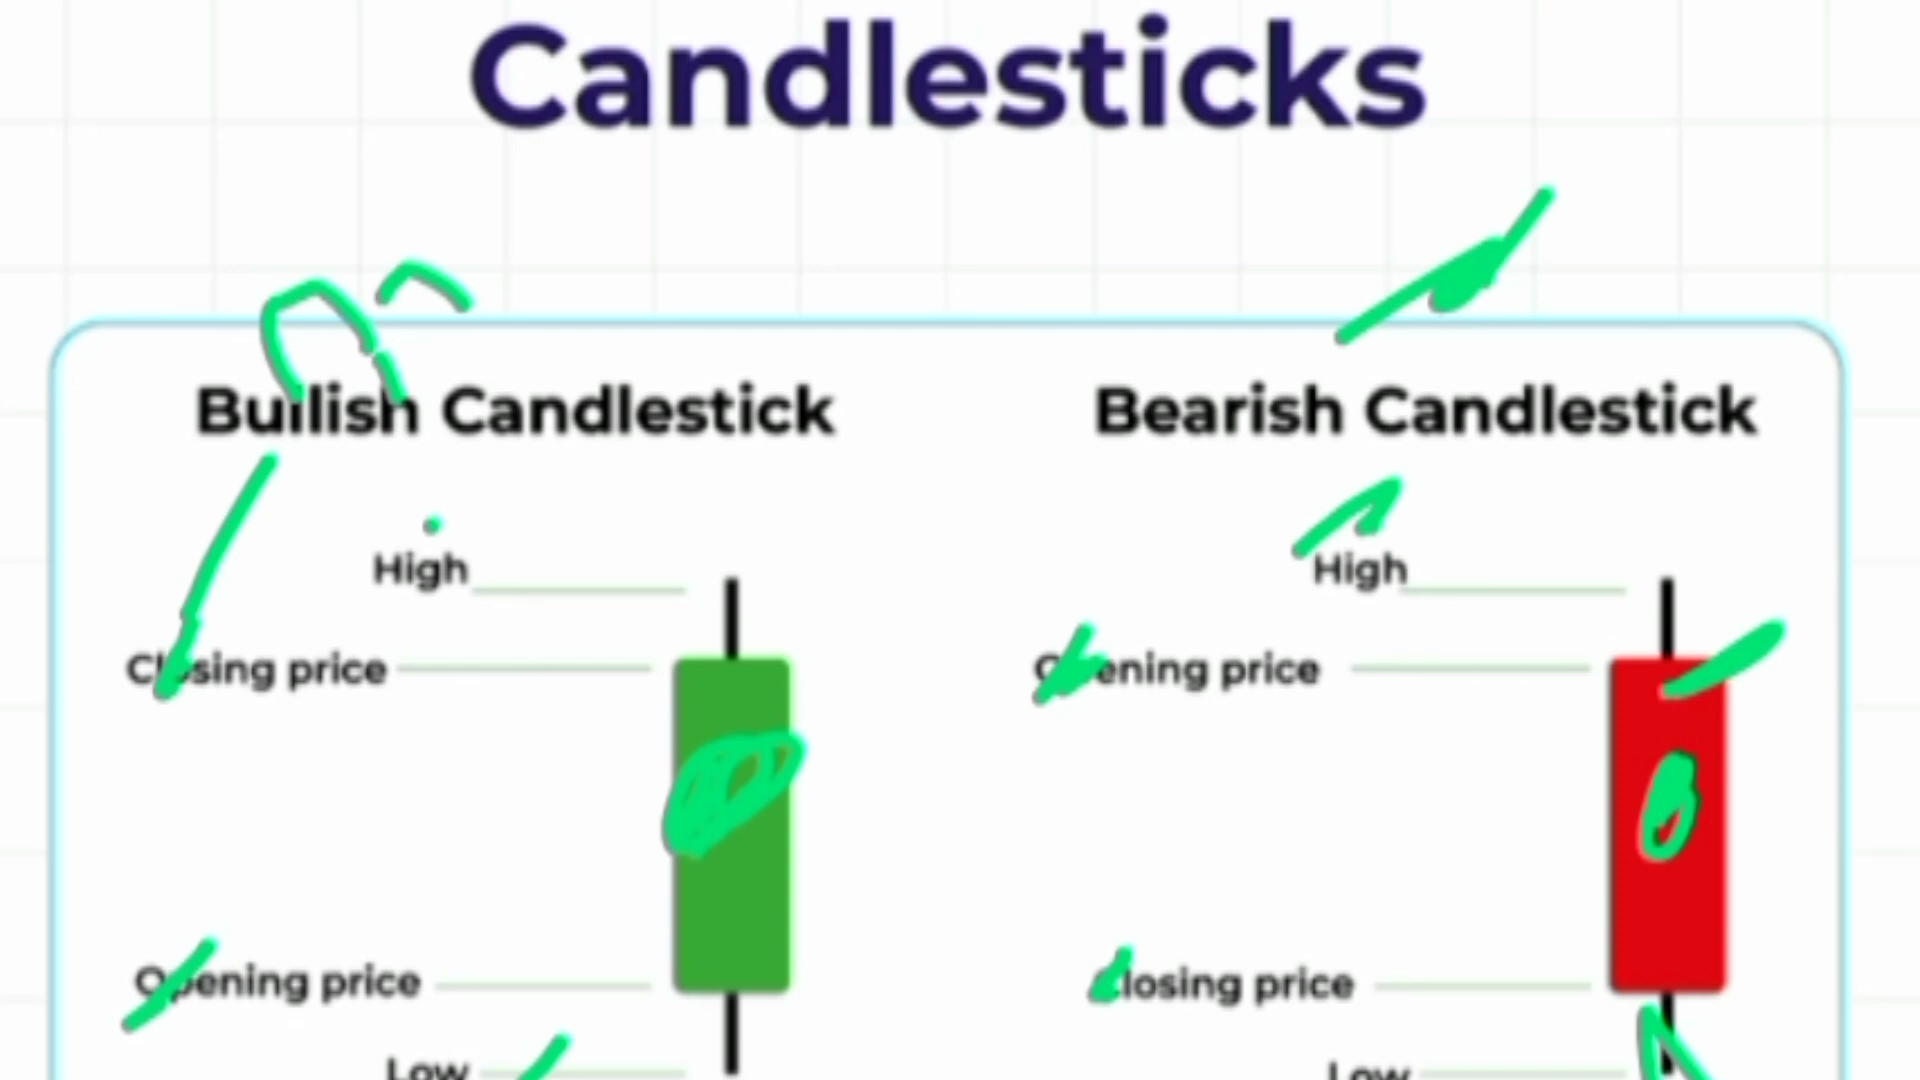 Candlesticks
Bullish Candlestick
High
Closing price
Opening price
Low
Bearish Candlestick
High
Opening price
Closing price
Low